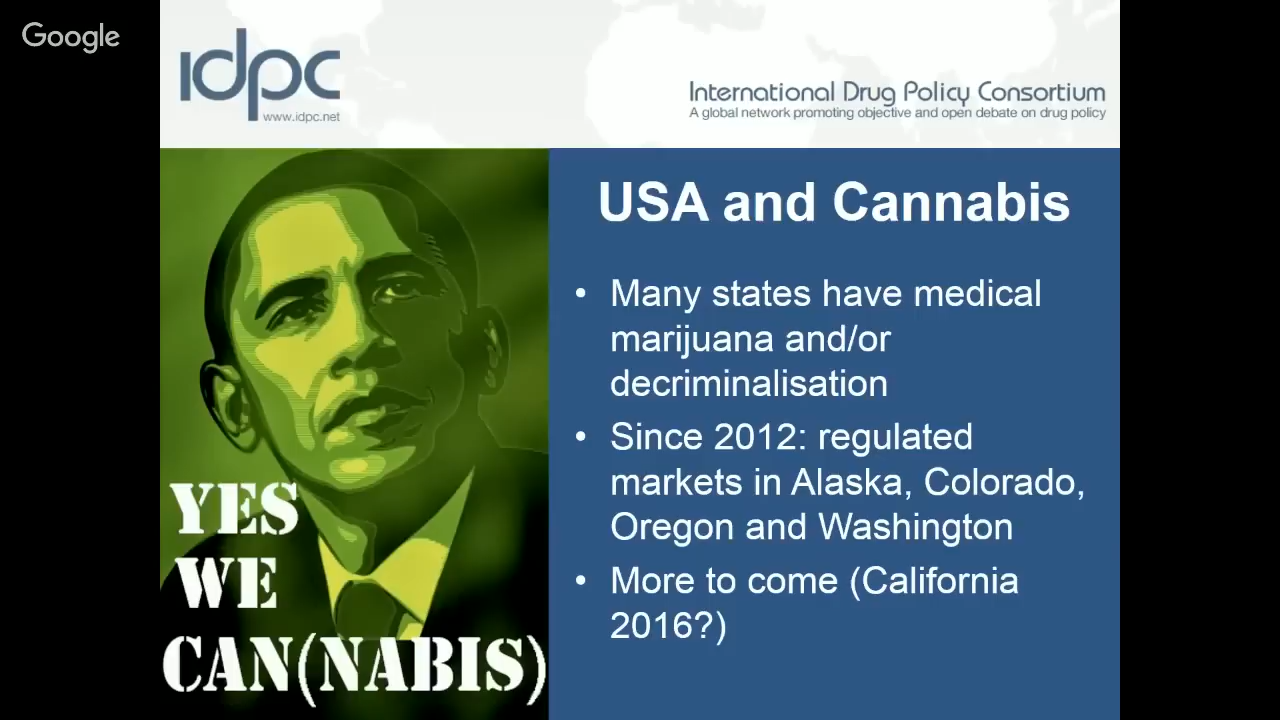 Google
idpc
www.idpc.net
International Drug Policy Consortium
A global network promoting objective and open debate on drug policy
YES
WE
CAN(NABIS)
USA and Cannabis
• Many states have medical
marijuana and/or
decriminalisation
• Since 2012: regulated
markets in Alaska, Colorado,
Oregon and Washington
• More to come (California
2016?)